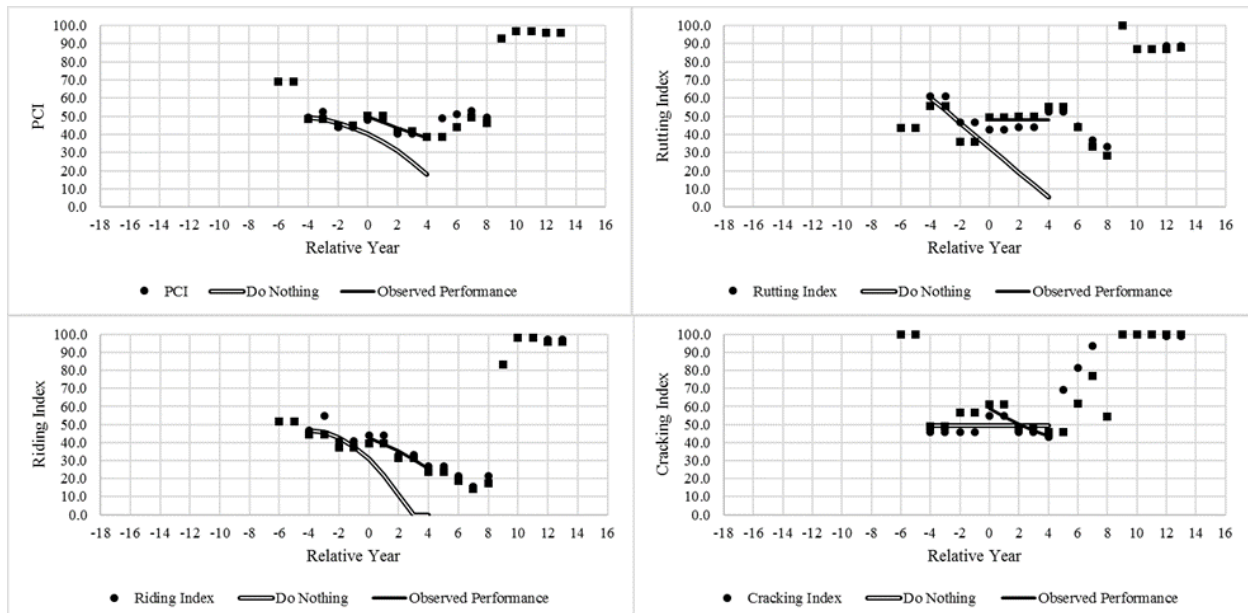 100.0
90.0
80.0
70.0
60.0
50.0
40.0
30.0
20.0
10.0
0.0
PCI
-18 -16 -14 -12 -10 -8 -6 -4 -2 0 2 4 6 8 10 12 14 16
Relative Year
PCI Do Nothing Observed Performance
100.0
90.0
80.0
70.0
60.0
50.0
40.0
30.0
20.0
10.0
0.0
Rutting Index
-18 -16 -14 -12 -10 -8 -6 -4 -2 0 2 4 6 8 10 12 14 16
Relative Year
Rutting Index Do Nothing Observed Performance
100.0
90.0
80.0
70.0
60.0
50.0
40.0
30.0
20.0
10.0
0.0
Riding Index
-18 -16 -14 -12 -10 -8 -6 -4 -2 0 2 4 6 8 10 12 14 16
Relative Year
Riding Index Do Nothing Observed Performance
100.0
90.0
80.0
70.0
60.0
50.0
40.0
30.0
20.0
10.0
0.0
Cracking Index
-18 -16 -14 -12 -10 -8 -6 -4 -2 0 2 4 6 8 10 12 14 16
Relative Year
Cracking Index Do Nothing Observed Performance